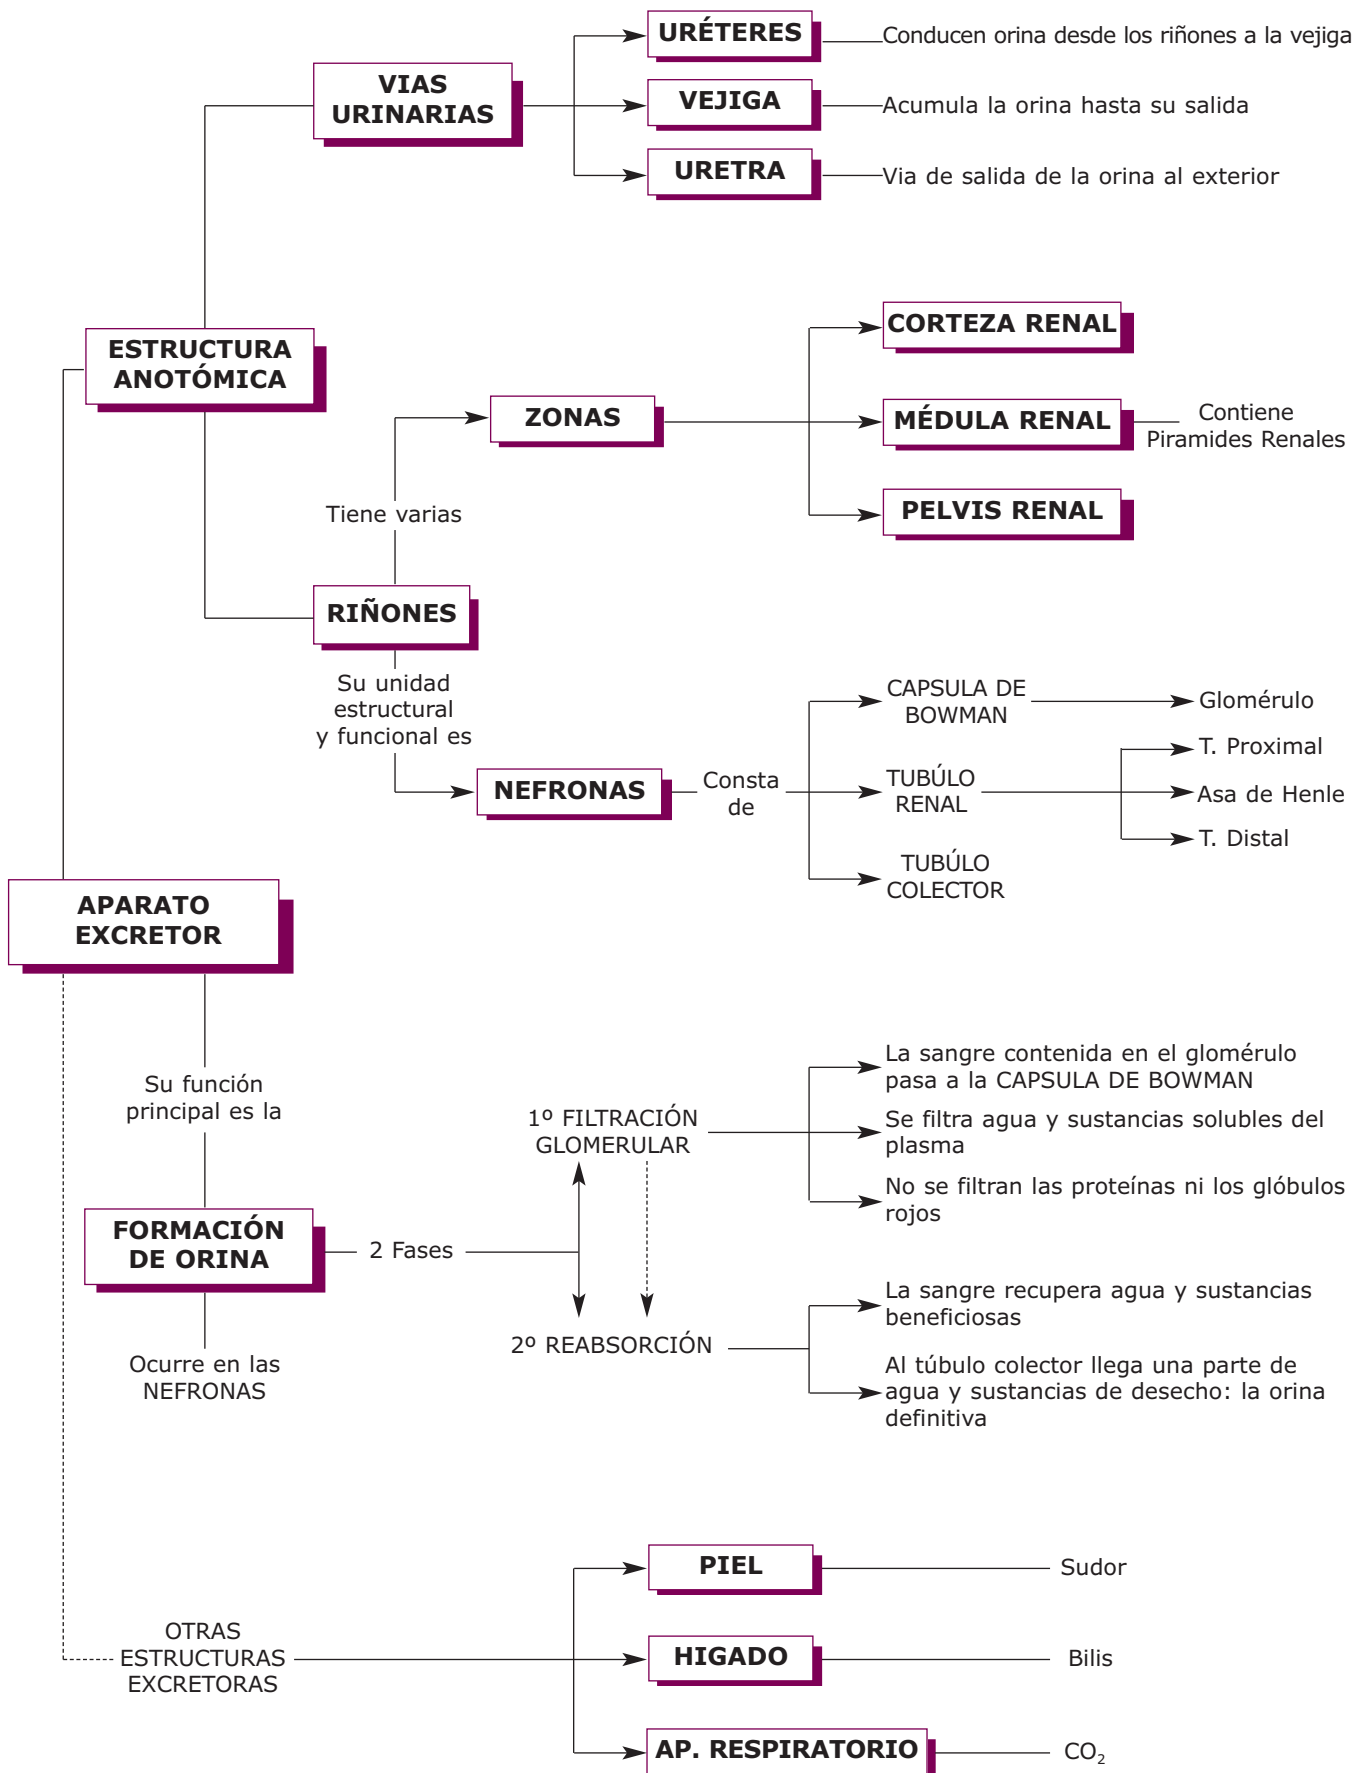 URÉTERES
Conducen orina desde los riñones a la vejiga
VIAS
URINARIAS
VEJIGA
Acumula la orina hasta su salida
URETRA
Via de salida de la orina al exterior
ESTRUCTURA
ANOTÓMICA
CORTEZA RENAL
ZONAS
MÉDULA RENAL
Contiene
Piramides Renales
PELVIS RENAL
Tiene varias
RIÑONES
Su unidad
estructural
y funcional es
NEFRONAS
Consta
de
CAPSULA DE
BOWMAN
Glomérulo
TUBÚLO
RENAL
T. Proximal
Asa de Henle
T. Distal
TUBÚLO
COLECTOR
APARATO
EXCRETOR
Su función
principal es la
FORMACIÓN
DE ORINA
2 Fases
1º FILTRACIÓN
GLOMERULAR
La sangre contenida en el glomérulo
pasa a la CAPSULA DE BOWMAN
Se filtra agua y sustancias solubles del
plasma
No se filtran las proteínas ni los glóbulos
rojos
2º REABSORCIÓN
La sangre recupera agua y sustancias
beneficiosas
Al túbulo colector llega una parte de
agua y sustancias de desecho: la orina
definitiva
Ocurre en las
NEFRONAS
OTRAS
ESTRUCTURAS
EXCRETORAS
PIEL
Sudor
HIGADO
Bilis
AP. RESPIRATORIO
CO₂